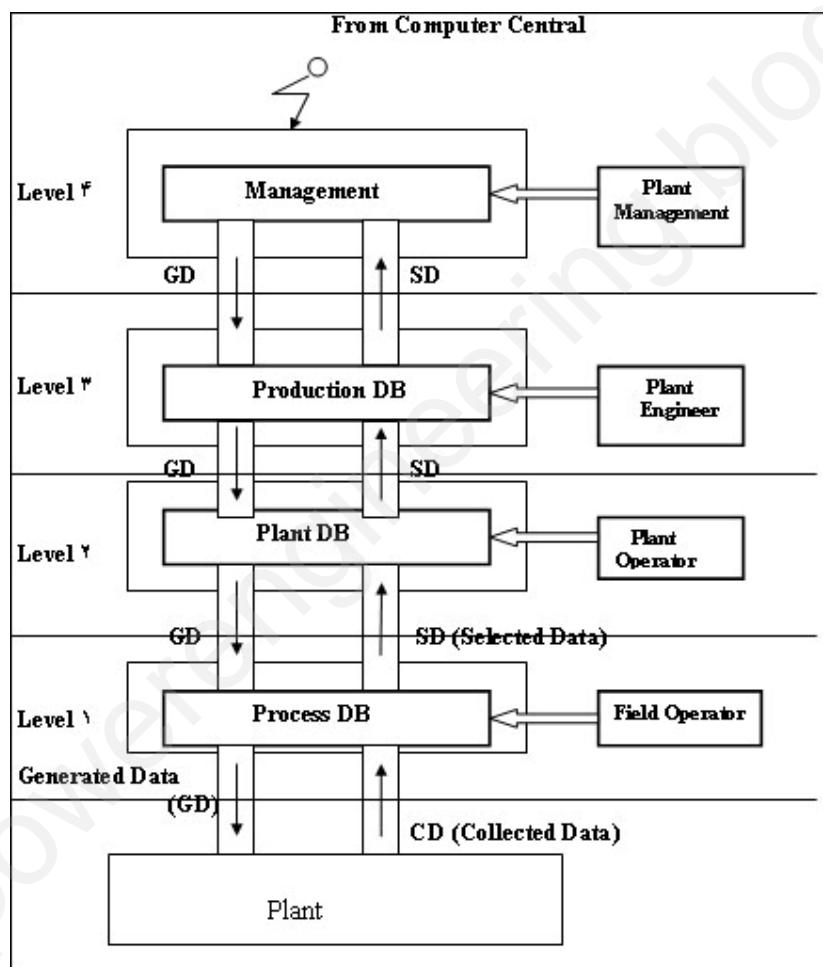 From Computer Central
Level ۴
Management
Plant
Management
GD
SD
Level ۳
Production DB
Plant
Engineer
GD
SD
Level ۲
Plant DB
Plant
Operator
GD
SD (Selected Data)
Level ۱
Process DB
Field Operator
Generated Data
(GD)
CD (Collected Data)
Plant
powerengineering.bloc